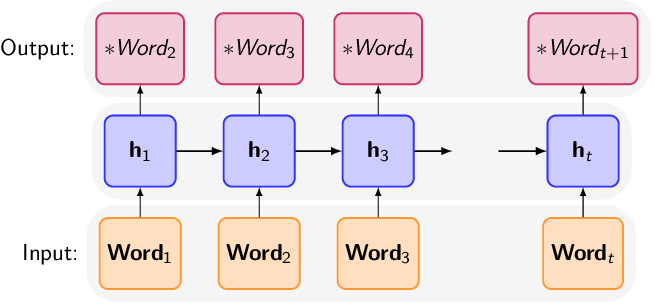 Output: *Word₂ *Word₃ *Word₄ *Wordₜ₊₁
h₁ h₂ h₃ hₜ
Input: Word₁ Word₂ Word₃ Wordₜ